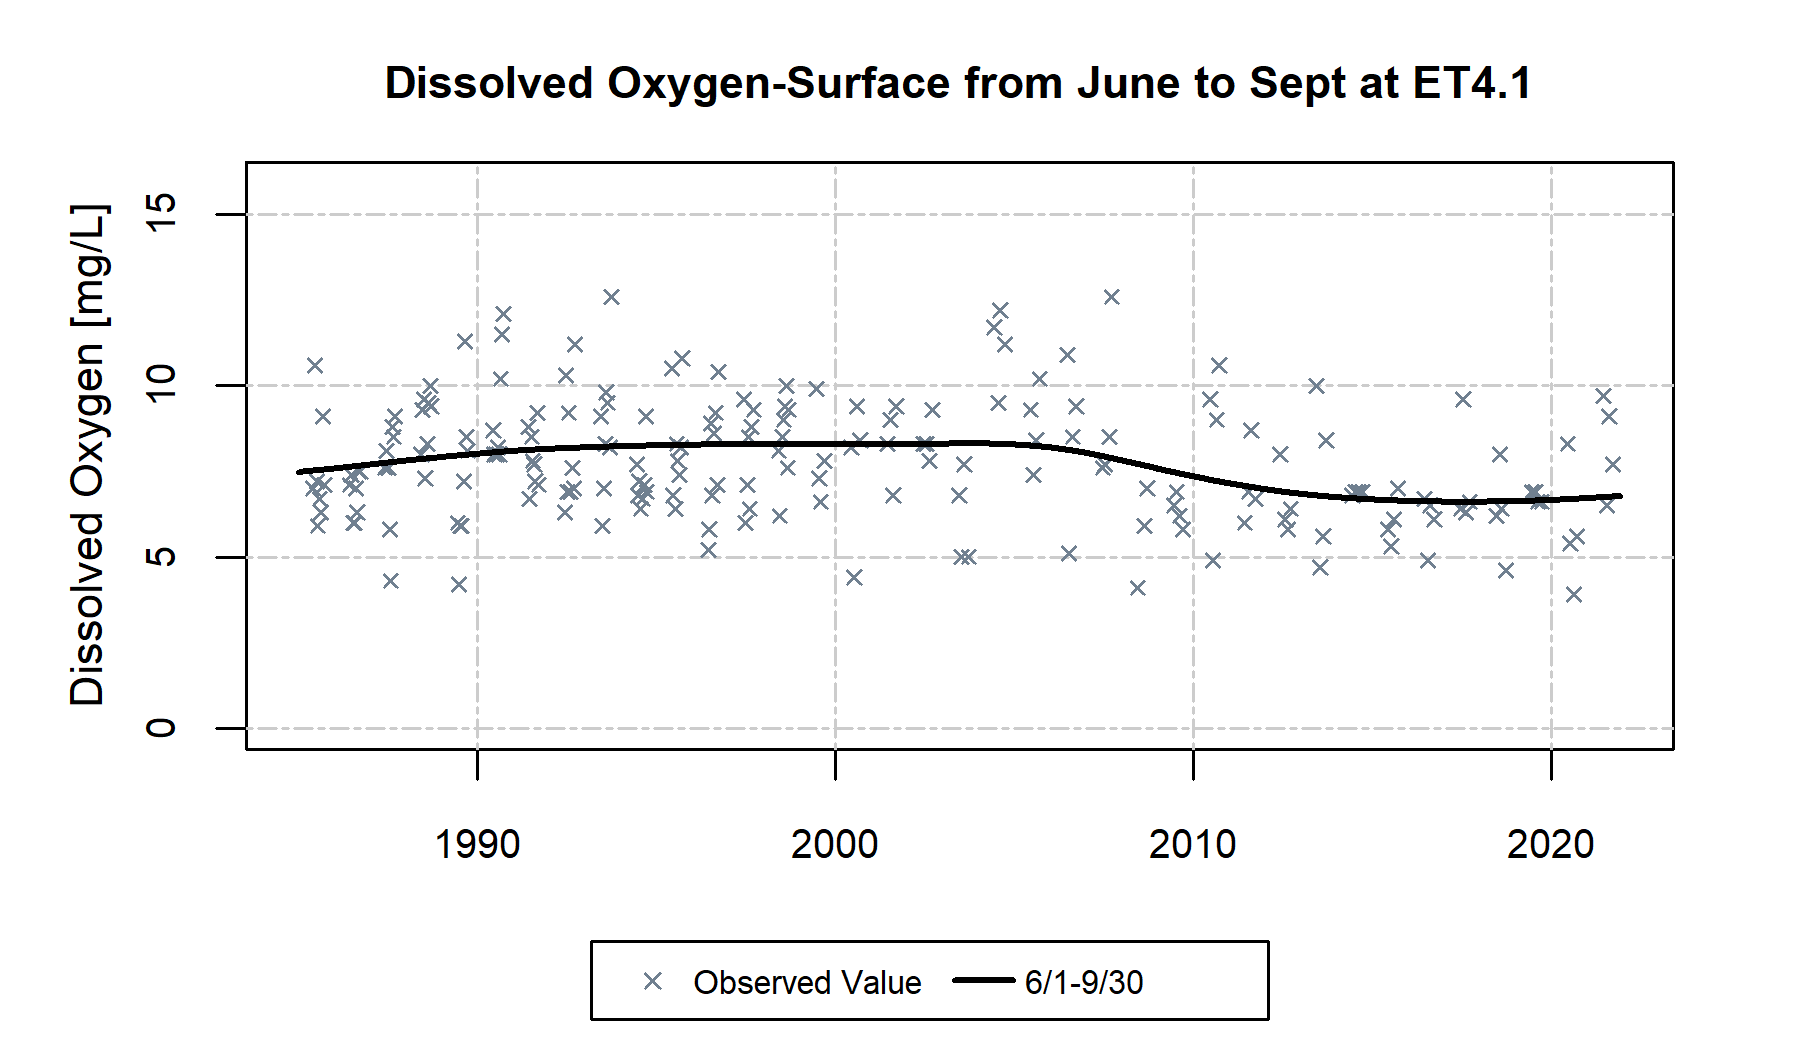 Dissolved Oxygen-Surface from June to Sept at ET4.1
Dissolved Oxygen [mg/L]
15
10
5
0
1990 2000 2010 2020
Observed Value 6/1-9/30